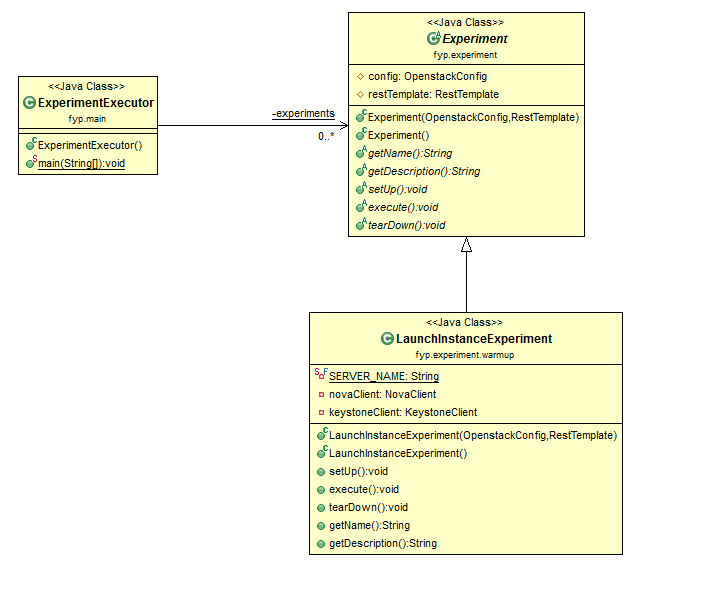 <<Java Class>>
Experiment
fyp.experiment
config: OpenstackConfig
restTemplate: RestTemplate
Experiment(OpenstackConfig,RestTemplate)
Experiment()
getName():String
getDescription():String
setUp():void
execute():void
tearDown():void
<<Java Class>>
ExperimentExecutor
fyp.main
ExperimentExecutor()
main(String[]):void
-experiments
0..*
<<Java Class>>
LaunchInstanceExperiment
fyp.experiment.warmup
SERVER_NAME: String
novaClient: NovaClient
keystoneClient: KeystoneClient
LaunchInstanceExperiment(OpenstackConfig,RestTemplate)
LaunchInstanceExperiment()
setUp():void
execute():void
tearDown():void
getName():String
getDescription():String